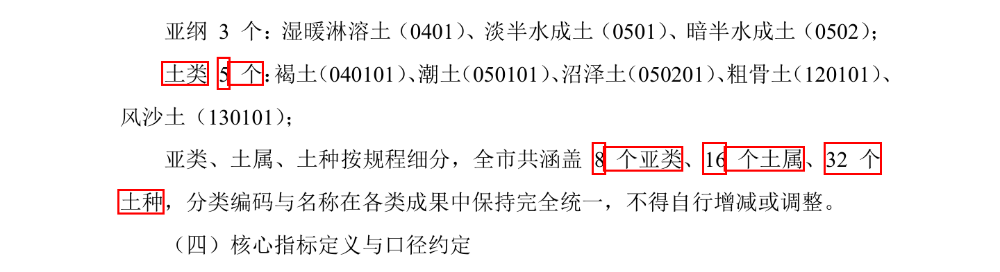 亚纲 3 个：湿暖淋溶土（0401）、淡半水成土（0501）、暗半水成土（0502）；
土类 5 个：褐土（040101）、潮土（050101）、沼泽土（050201）、粗骨土（120101）、
风沙土（130101）；
亚类、土属、土种按规程细分，全市共涵盖 8 个亚类、16 个土属、32 个
土种，分类编码与名称在各类成果中保持完全统一，不得自行增减或调整。
（四）核心指标定义与口径约定